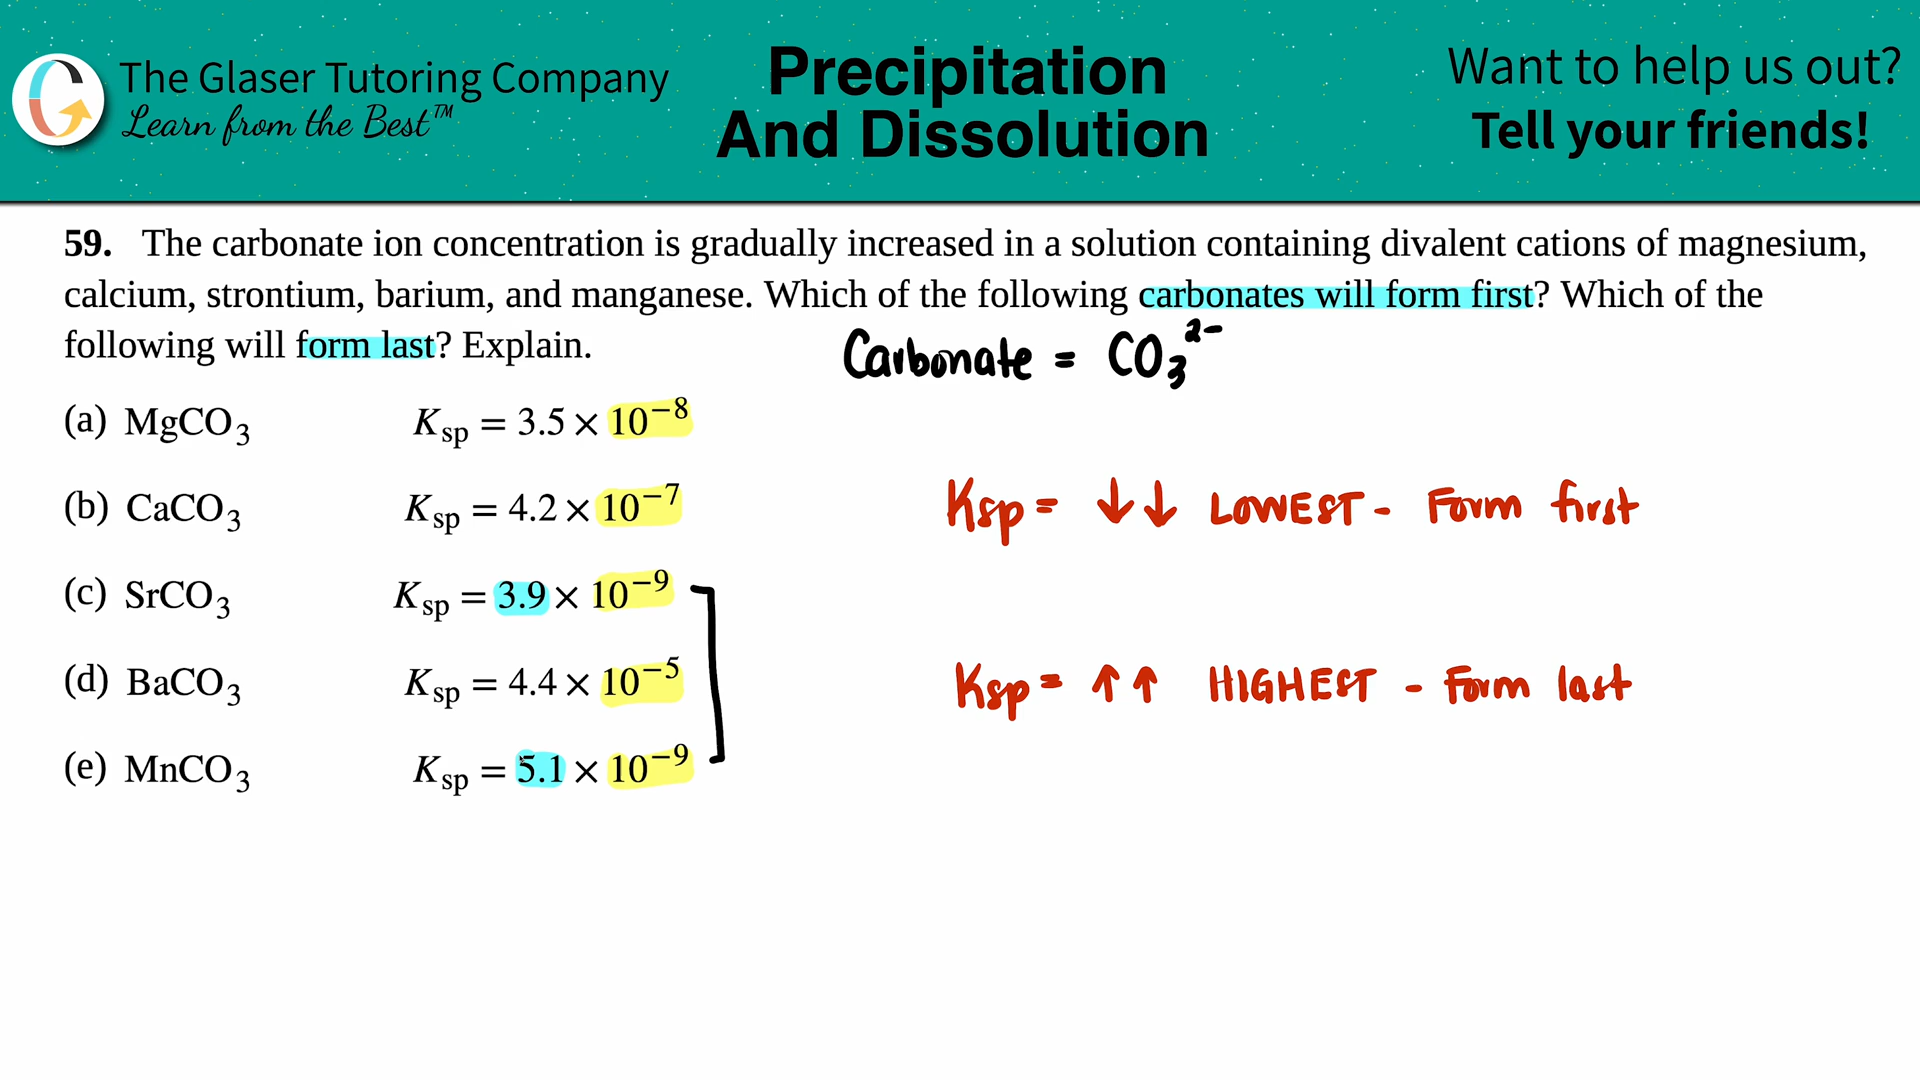 The Glaser Tutoring Company
Learn from the Best™
Precipitation
And Dissolution
Want to help us out?
Tell your friends!
59. The carbonate ion concentration is gradually increased in a solution containing divalent cations of magnesium,
calcium, strontium, barium, and manganese. Which of the following carbonates will form first? Which of the
following will form last? Explain.
Carbonate = CO₃²⁻
(a) MgCO₃ Kₛₚ = 3.5 × 10⁻⁸
(b) CaCO₃ Kₛₚ = 4.2 × 10⁻⁷
Ksp = ↓↓ LOWEST - Form first
(c) SrCO₃ Kₛₚ = 3.9 × 10⁻⁹
(d) BaCO₃ Kₛₚ = 4.4 × 10⁻⁵
Ksp = ↑↑ HIGHEST - Form last
(e) MnCO₃ Kₛₚ = 5.1 × 10⁻⁹